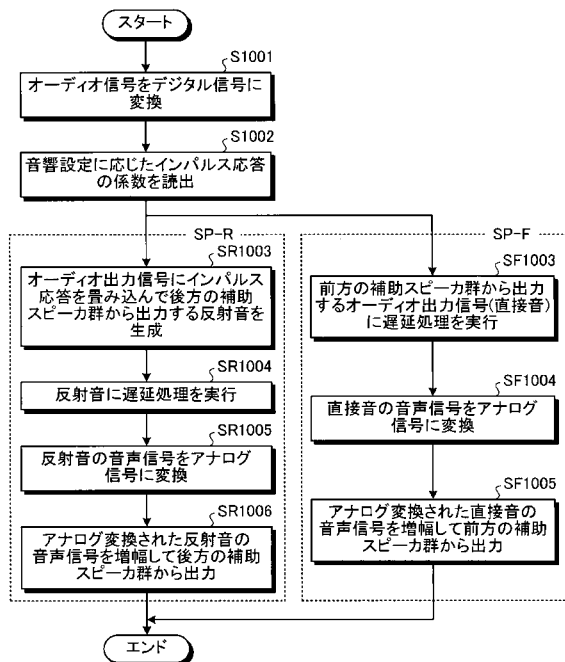 スタート
S1001
オーディオ信号をデジタル信号に
変換
S1002
音響設定に応じたインパルス応答
の係数を読出
SP-R
SR1003
オーディオ出力信号にインパルス
応答を畳み込んで後方の補助
スピーカ群から出力する反射音を
生成
SR1004
反射音に遅延処理を実行
SR1005
反射音の音声信号をアナログ
信号に変換
SR1006
アナログ変換された反射音の
音声信号を増幅して後方の補助
スピーカ群から出力
SP-F
SF1003
前方の補助スピーカ群から出力
するオーディオ出力信号(直接音)
に遅延処理を実行
SF1004
直接音の音声信号をアナログ
信号に変換
SF1005
アナログ変換された直接音の
音声信号を増幅して前方の補助
スピーカ群から出力
エンド